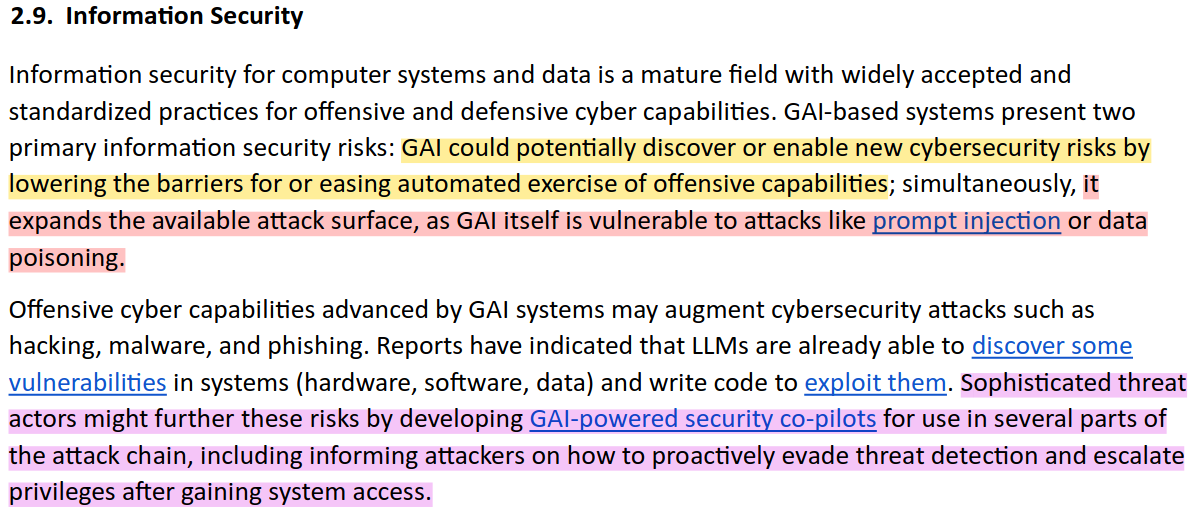 2.9. Information Security
Information security for computer systems and data is a mature field with widely accepted and
standardized practices for offensive and defensive cyber capabilities. GAI-based systems present two
primary information security risks: GAI could potentially discover or enable new cybersecurity risks by
lowering the barriers for or easing automated exercise of offensive capabilities; simultaneously, it
expands the available attack surface, as GAI itself is vulnerable to attacks like prompt injection or data
poisoning.
Offensive cyber capabilities advanced by GAI systems may augment cybersecurity attacks such as
hacking, malware, and phishing. Reports have indicated that LLMs are already able to discover some
vulnerabilities in systems (hardware, software, data) and write code to exploit them. Sophisticated threat
actors might further these risks by developing GAI-powered security co-pilots for use in several parts of
the attack chain, including informing attackers on how to proactively evade threat detection and escalate
privileges after gaining system access.